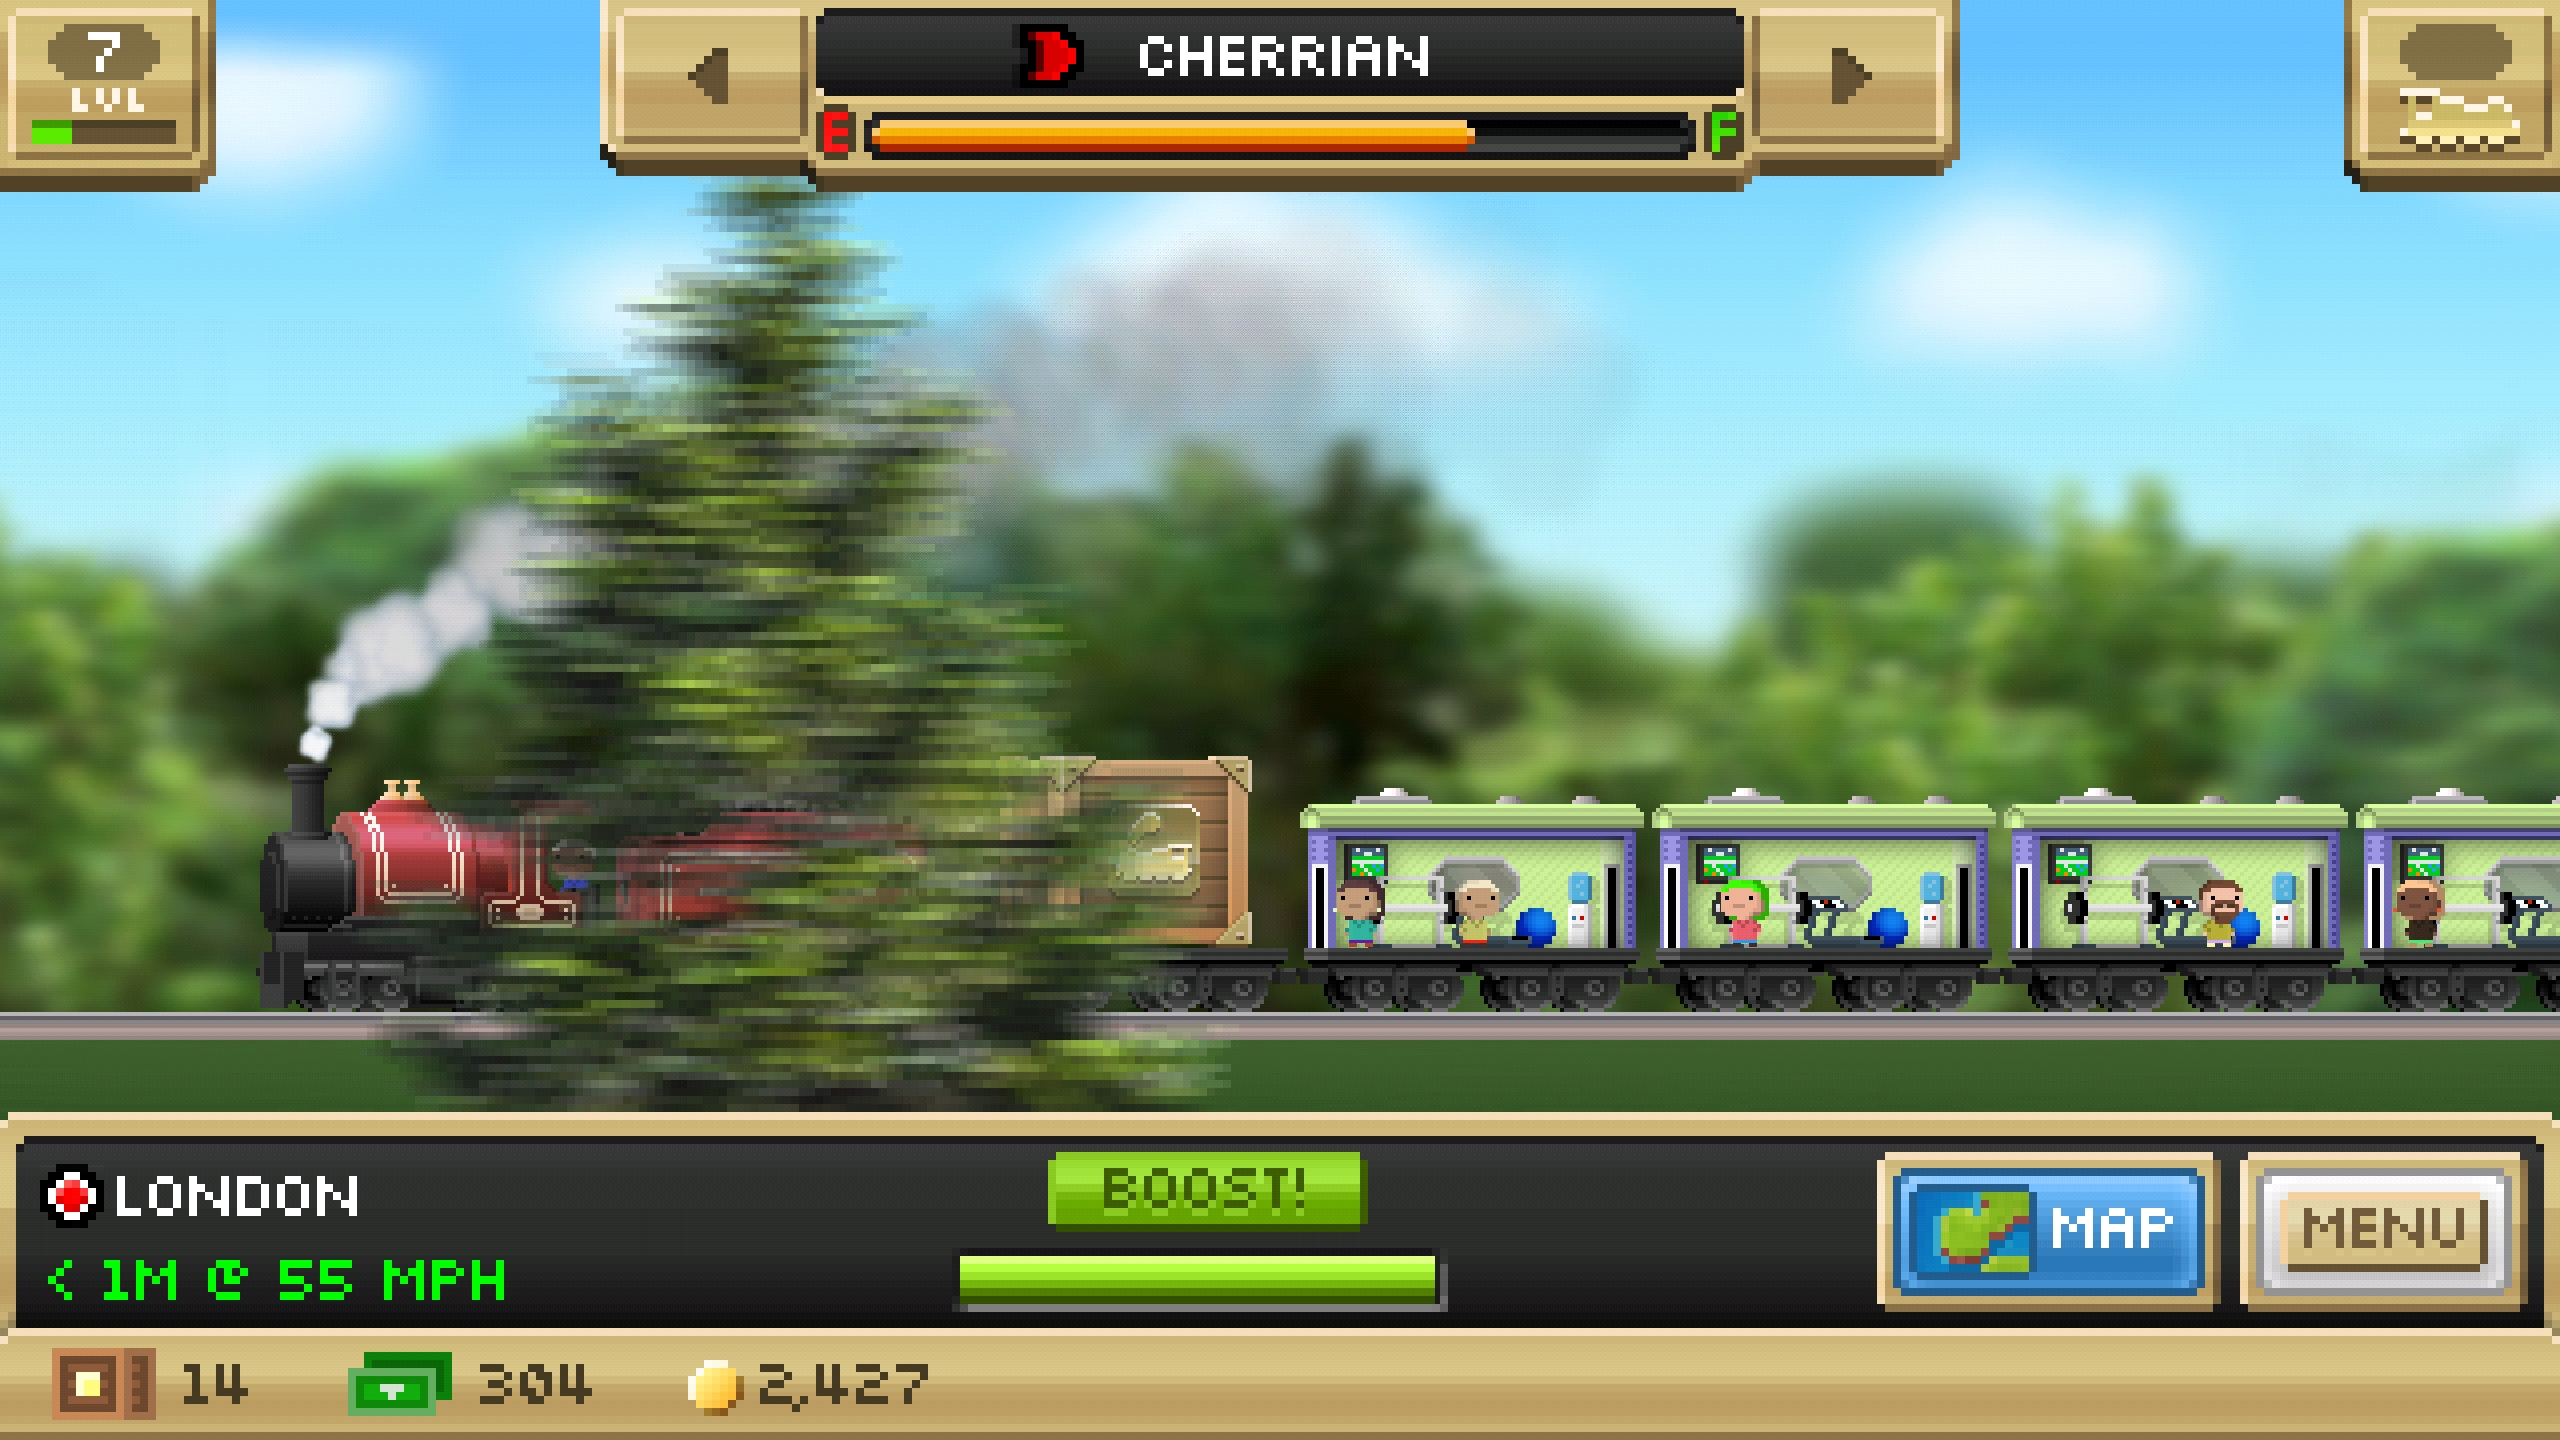 7
LVL
CHERRIAN
E F
LONDON
< 1M @ 55 MPH
BOOST!
MAP
MENU
14 304 2,427